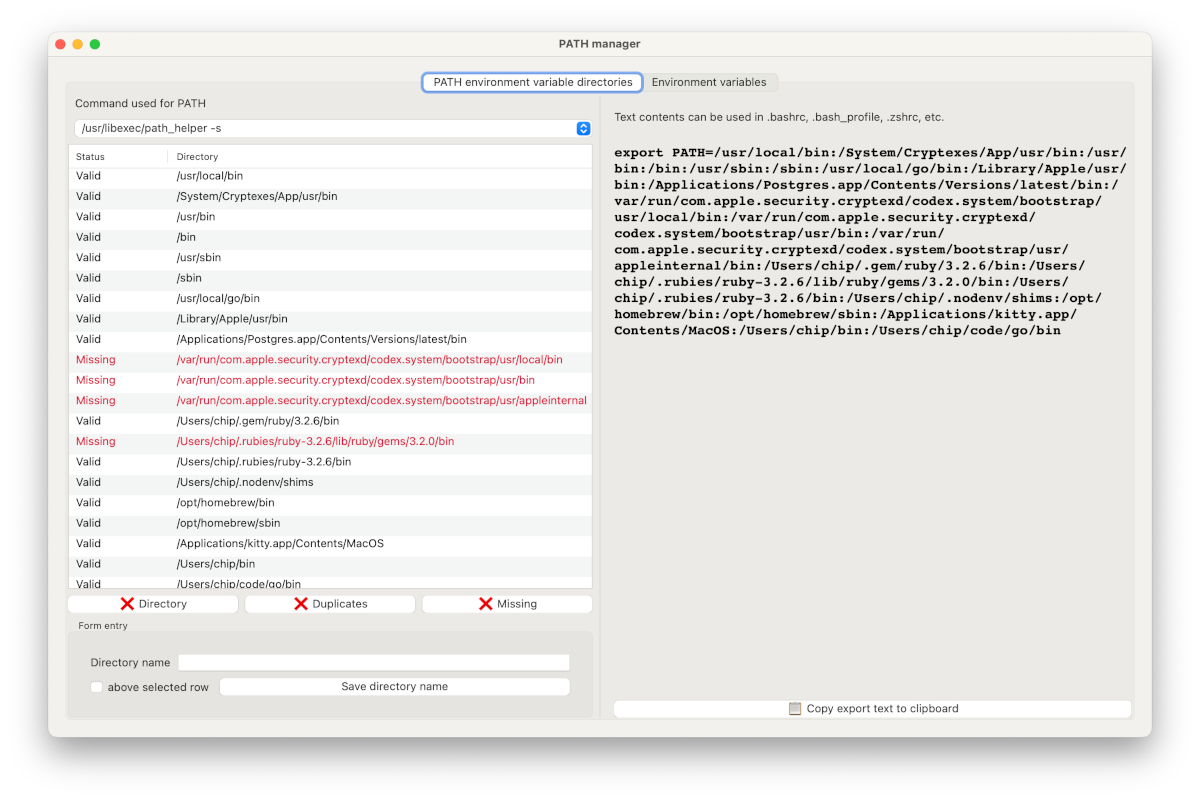 PATH manager
PATH environment variable directories
Environment variables
Command used for PATH
/usr/libexec/path_helper -s
Status Directory
Valid /usr/local/bin
Valid /System/Cryptexes/App/usr/bin
Valid /usr/bin
Valid /bin
Valid /usr/sbin
Valid /sbin
Valid /usr/local/go/bin
Valid /Library/Apple/usr/bin
Valid /Applications/Postgres.app/Contents/Versions/latest/bin
Missing /var/run/com.apple.security.cryptexd/codex.system/bootstrap/usr/local/bin
Missing /var/run/com.apple.security.cryptexd/codex.system/bootstrap/usr/bin
Missing /var/run/com.apple.security.cryptexd/codex.system/bootstrap/usr/appleinternal
Valid /Users/chip/.gem/ruby/3.2.6/bin
Missing /Users/chip/.rubies/ruby-3.2.6/lib/ruby/gems/3.2.0/bin
Valid /Users/chip/.rubies/ruby-3.2.6/bin
Valid /Users/chip/.nodenv/shims
Valid /opt/homebrew/bin
Valid /opt/homebrew/sbin
Valid /Applications/kitty.app/Contents/MacOS
Valid /Users/chip/bin
Valid /Users/chip/code/go/bin
Directory
Duplicates
Missing
Form entry
Directory name
above selected row
Save directory name
Text contents can be used in .bashrc, .bash_profile, .zshrc, etc.
export PATH=/usr/local/bin:/System/Cryptexes/App/usr/bin:/usr/
bin:/bin:/usr/sbin:/sbin:/usr/local/go/bin:/Library/Apple/usr/
bin:/Applications/Postgres.app/Contents/Versions/latest/bin:/
var/run/com.apple.security.cryptexd/codex.system/bootstrap/
usr/local/bin:/var/run/com.apple.security.cryptexd/
codex.system/bootstrap/usr/bin:/var/run/
com.apple.security.cryptexd/codex.system/bootstrap/usr/
appleinternal/bin:/Users/chip/.gem/ruby/3.2.6/bin:/Users/
chip/.rubies/ruby-3.2.6/lib/ruby/gems/3.2.0/bin:/Users/
chip/.rubies/ruby-3.2.6/bin:/Users/chip/.nodenv/shims:/opt/
homebrew/bin:/opt/homebrew/sbin:/Applications/kitty.app/
Contents/MacOS:/Users/chip/bin:/Users/chip/code/go/bin
Copy export text to clipboard